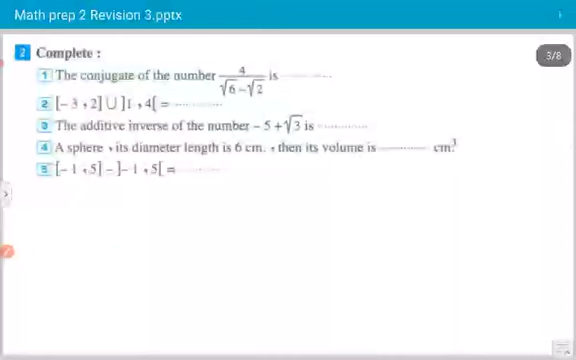 Math prep 2 Revision 3.pptx
3/8
2 Complete :
1 The conjugate of the number 4/(√6 – √2) is ............
2 [– 3 , 2] ∪ ]1 , 4[ = ............
3 The additive inverse of the number – 5 + √3 is ............
4 A sphere , its diameter length is 6 cm. , then its volume is ............ cm³.
5 [– 1 , 5] – ]– 1 , 5[ = ............